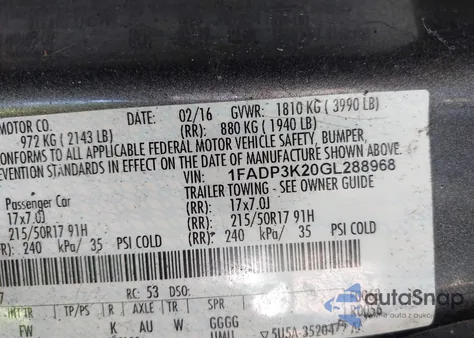 MOTOR CO.
DATE: 02/16 GVWR: 1810 KG ( 3990 LB)
972 KG ( 2143 LB) (RR): 880 KG ( 1940 LB)
CONFORMS TO ALL APPLICABLE FEDERAL MOTOR VEHICLE SAFETY, BUMPER,
STANDARDS IN EFFECT ON THE DATE OF MANUFACTURE SHOWN ABOVE.
VIN: 1FADP3K20GL288968
Passenger Car TRAILER TOWING -- SEE OWNER GUIDE
17x7.0J (RR): 17x7.0J
215/50R17 91H (RR): 215/50R17 91H
240 kPa/ 35 PSI COLD (RR): 240 kPa/ 35 PSI COLD
RC: 53 DSO:
INT TR TP/PS R AXLE TR SPR
FW K AU W GGGG
UMU
autoSnap